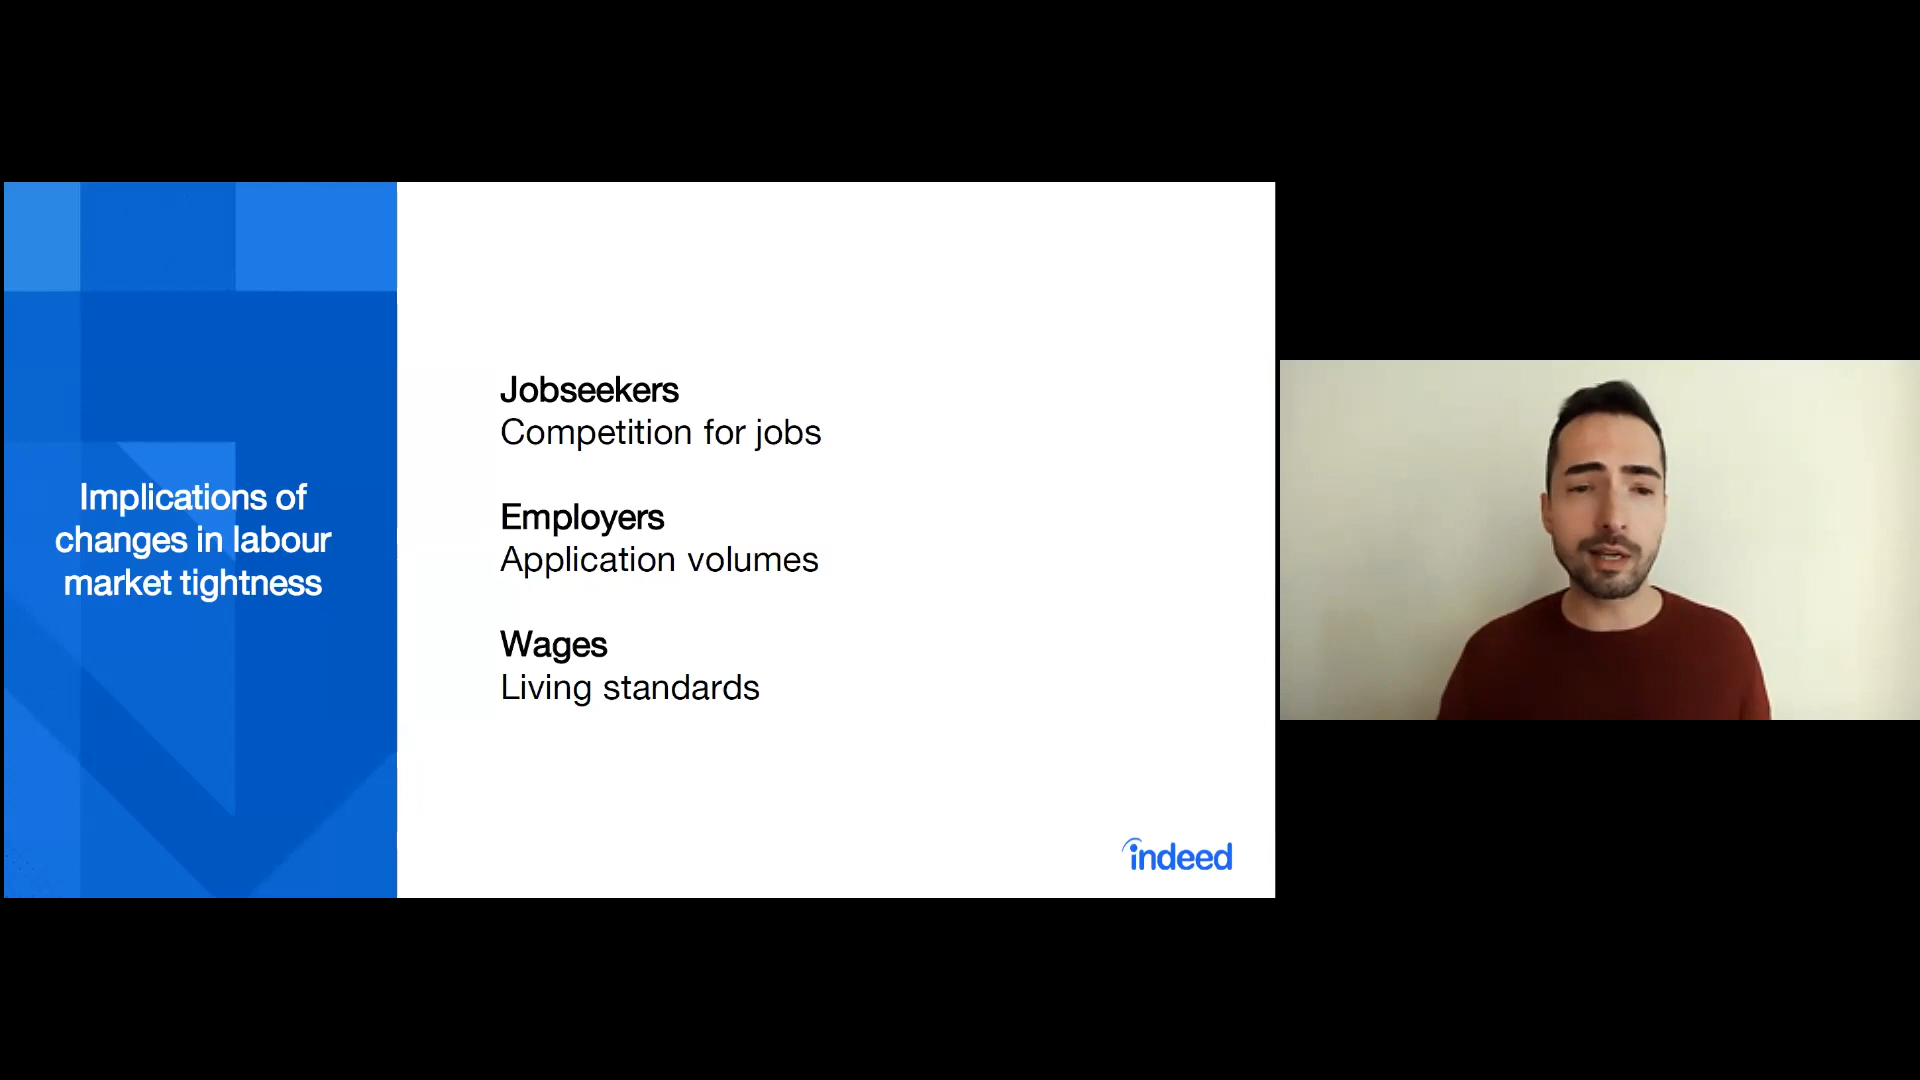 Implications of
changes in labour
market tightness
Jobseekers
Competition for jobs
Employers
Application volumes
Wages
Living standards
indeed